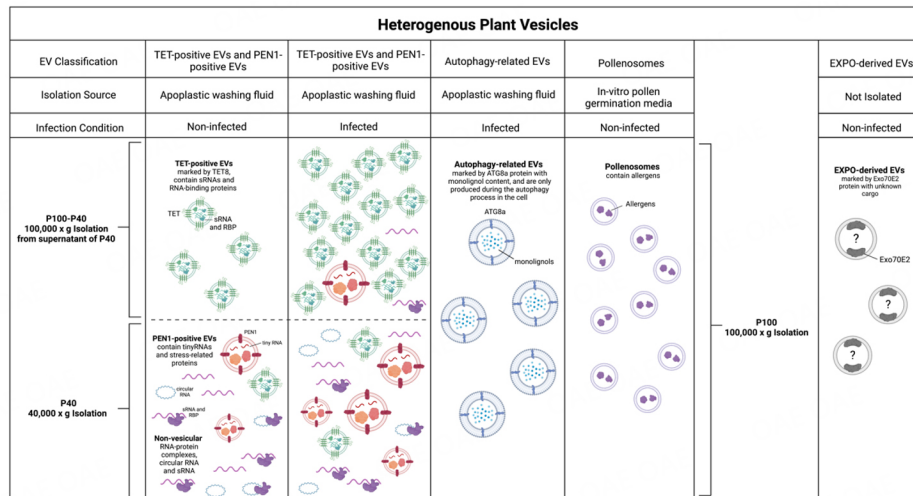 Heterogenous Plant Vesicles
EV Classification
TET-positive EVs and PEN1-
positive EVs
TET-positive EVs and PEN1-
positive EVs
Autophagy-related EVs
Pollenosomes
EXPO-derived EVs
Isolation Source
Apoplastic washing fluid
Apoplastic washing fluid
Apoplastic washing fluid
In-vitro pollen
germination media
Not Isolated
Infection Condition
Non-infected
Infected
Infected
Non-infected
Non-infected
P100-P40
100,000 x g Isolation
from supernatant of P40
TET-positive EVs
marked by TET8,
contain sRNAs and
RNA-binding proteins
TET
sRNA
and RBP
Autophagy-related EVs
marked by ATG8a protein with
monolignol content, and are only
produced during the autophagy
process in the cell
ATG8a
monolignols
Pollenosomes
contain allergens
Allergens
P100
100,000 x g Isolation
EXPO-derived EVs
marked by Exo70E2
protein with unknown
cargo
?
Exo70E2
?
?
P40
40,000 x g Isolation
PEN1-positive EVs
contain tinyRNAs and
stress-related
proteins
PEN1
tiny RNA
circular
RNA
sRNA and
RBP
Non-vesicular
RNA-protein
complexes,
circular RNA
and sRNA